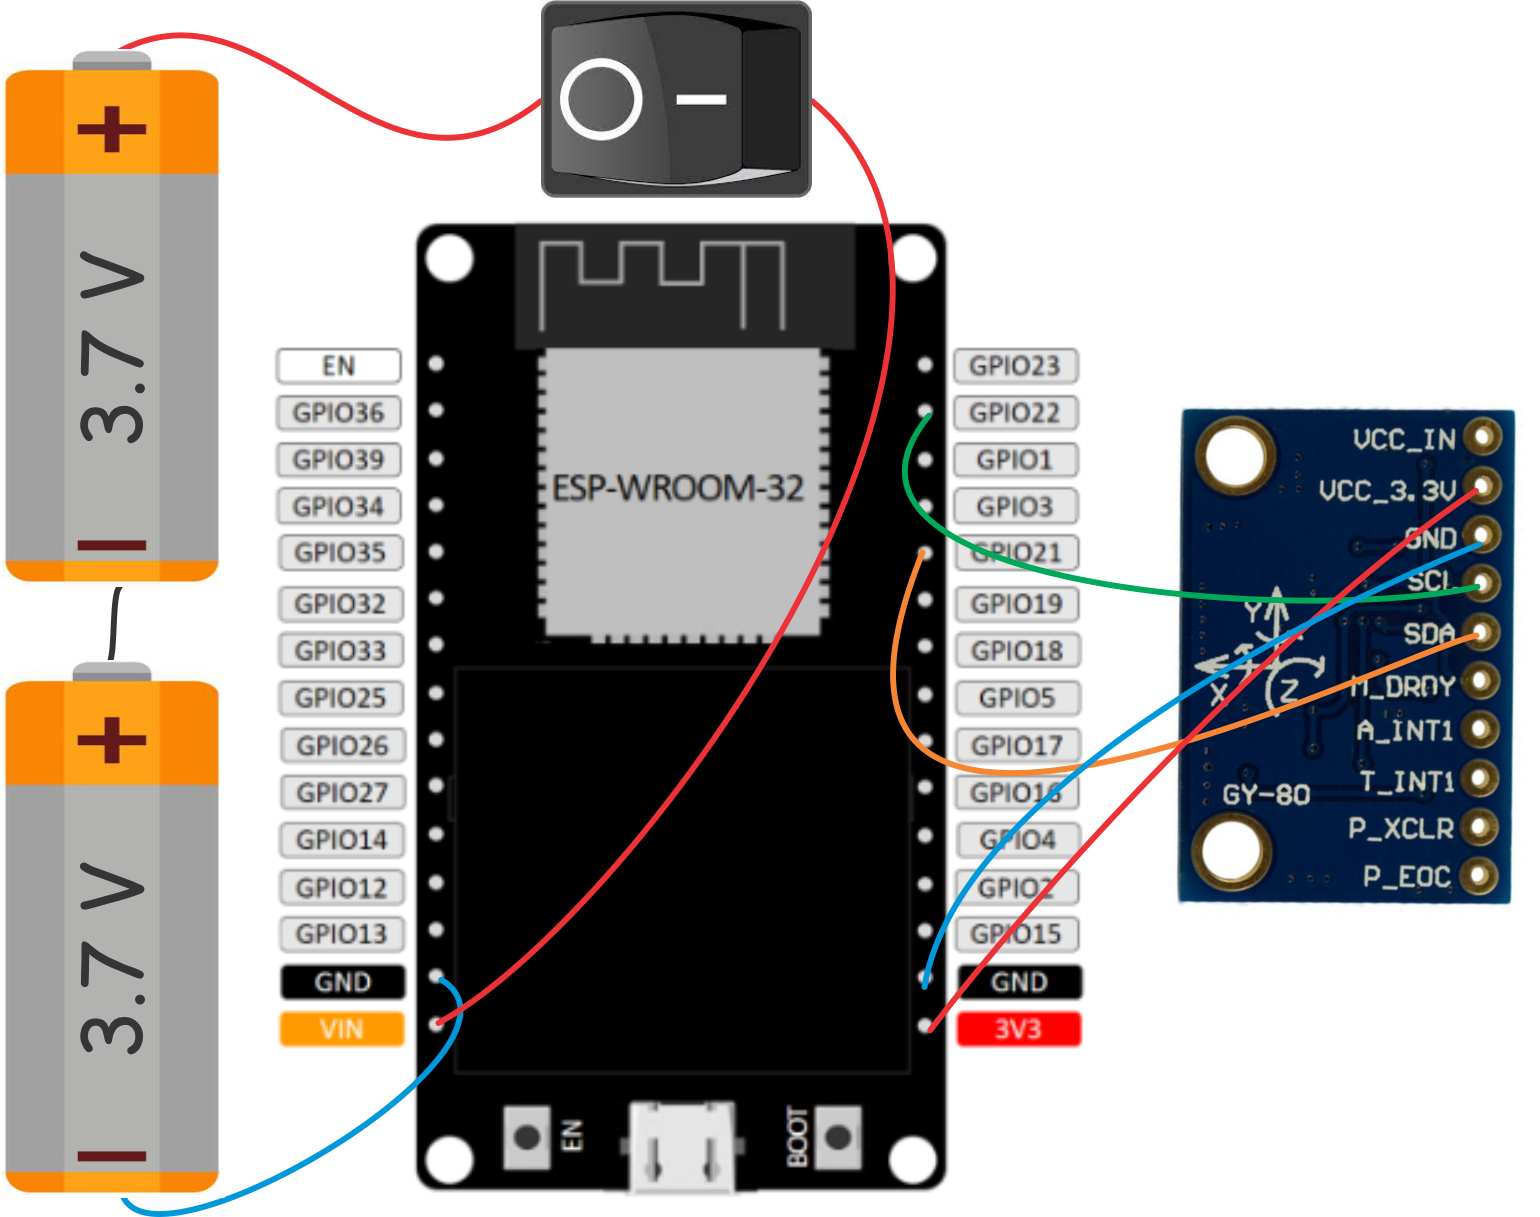 +
3.7 V
—
+
3.7 V
—
ESP-WROOM-32
EN
GPIO36
GPIO39
GPIO34
GPIO35
GPIO32
GPIO33
GPIO25
GPIO26
GPIO27
GPIO14
GPIO12
GPIO13
GND
VIN
GPIO23
GPIO22
GPIO1
GPIO3
GPIO21
GPIO19
GPIO18
GPIO5
GPIO17
GPIO16
GPIO4
GPIO2
GPIO15
GND
3V3
EN
BOOT
VCC_IN
VCC_3.3V
GND
SCL
SDA
M_DRDY
A_INT1
T_INT1
P_XCLR
P_EOC
Y
X
Z
GY-80